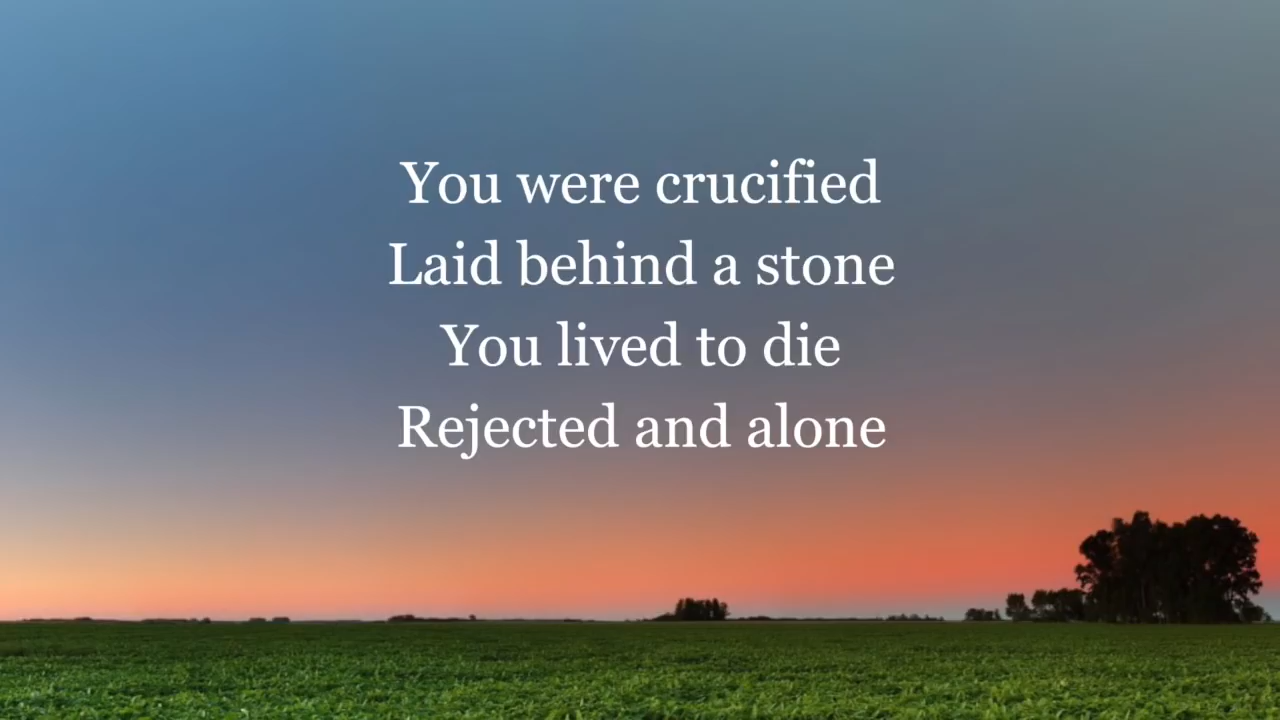 You were crucified
Laid behind a stone
You lived to die
Rejected and alone